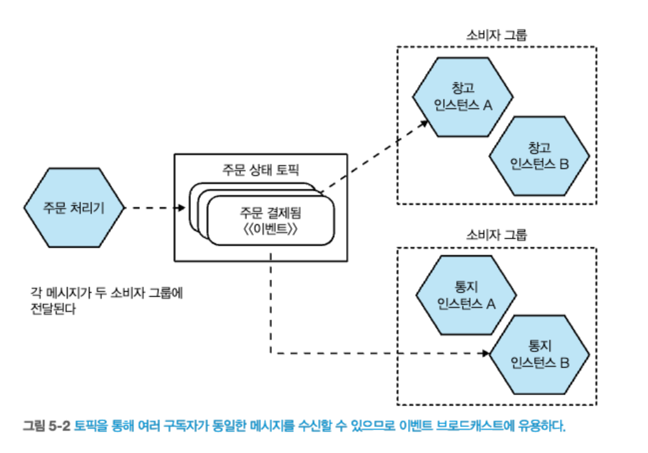 소비자 그룹
창고
인스턴스 A
창고
인스턴스 B
주문 상태 토픽
주문 처리기
주문 결제됨
《이벤트》
소비자 그룹
통지
인스턴스 A
통지
인스턴스 B
각 메시지가 두 소비자 그룹에
전달된다
그림 5-2 토픽을 통해 여러 구독자가 동일한 메시지를 수신할 수 있으므로 이벤트 브로드캐스트에 유용하다.